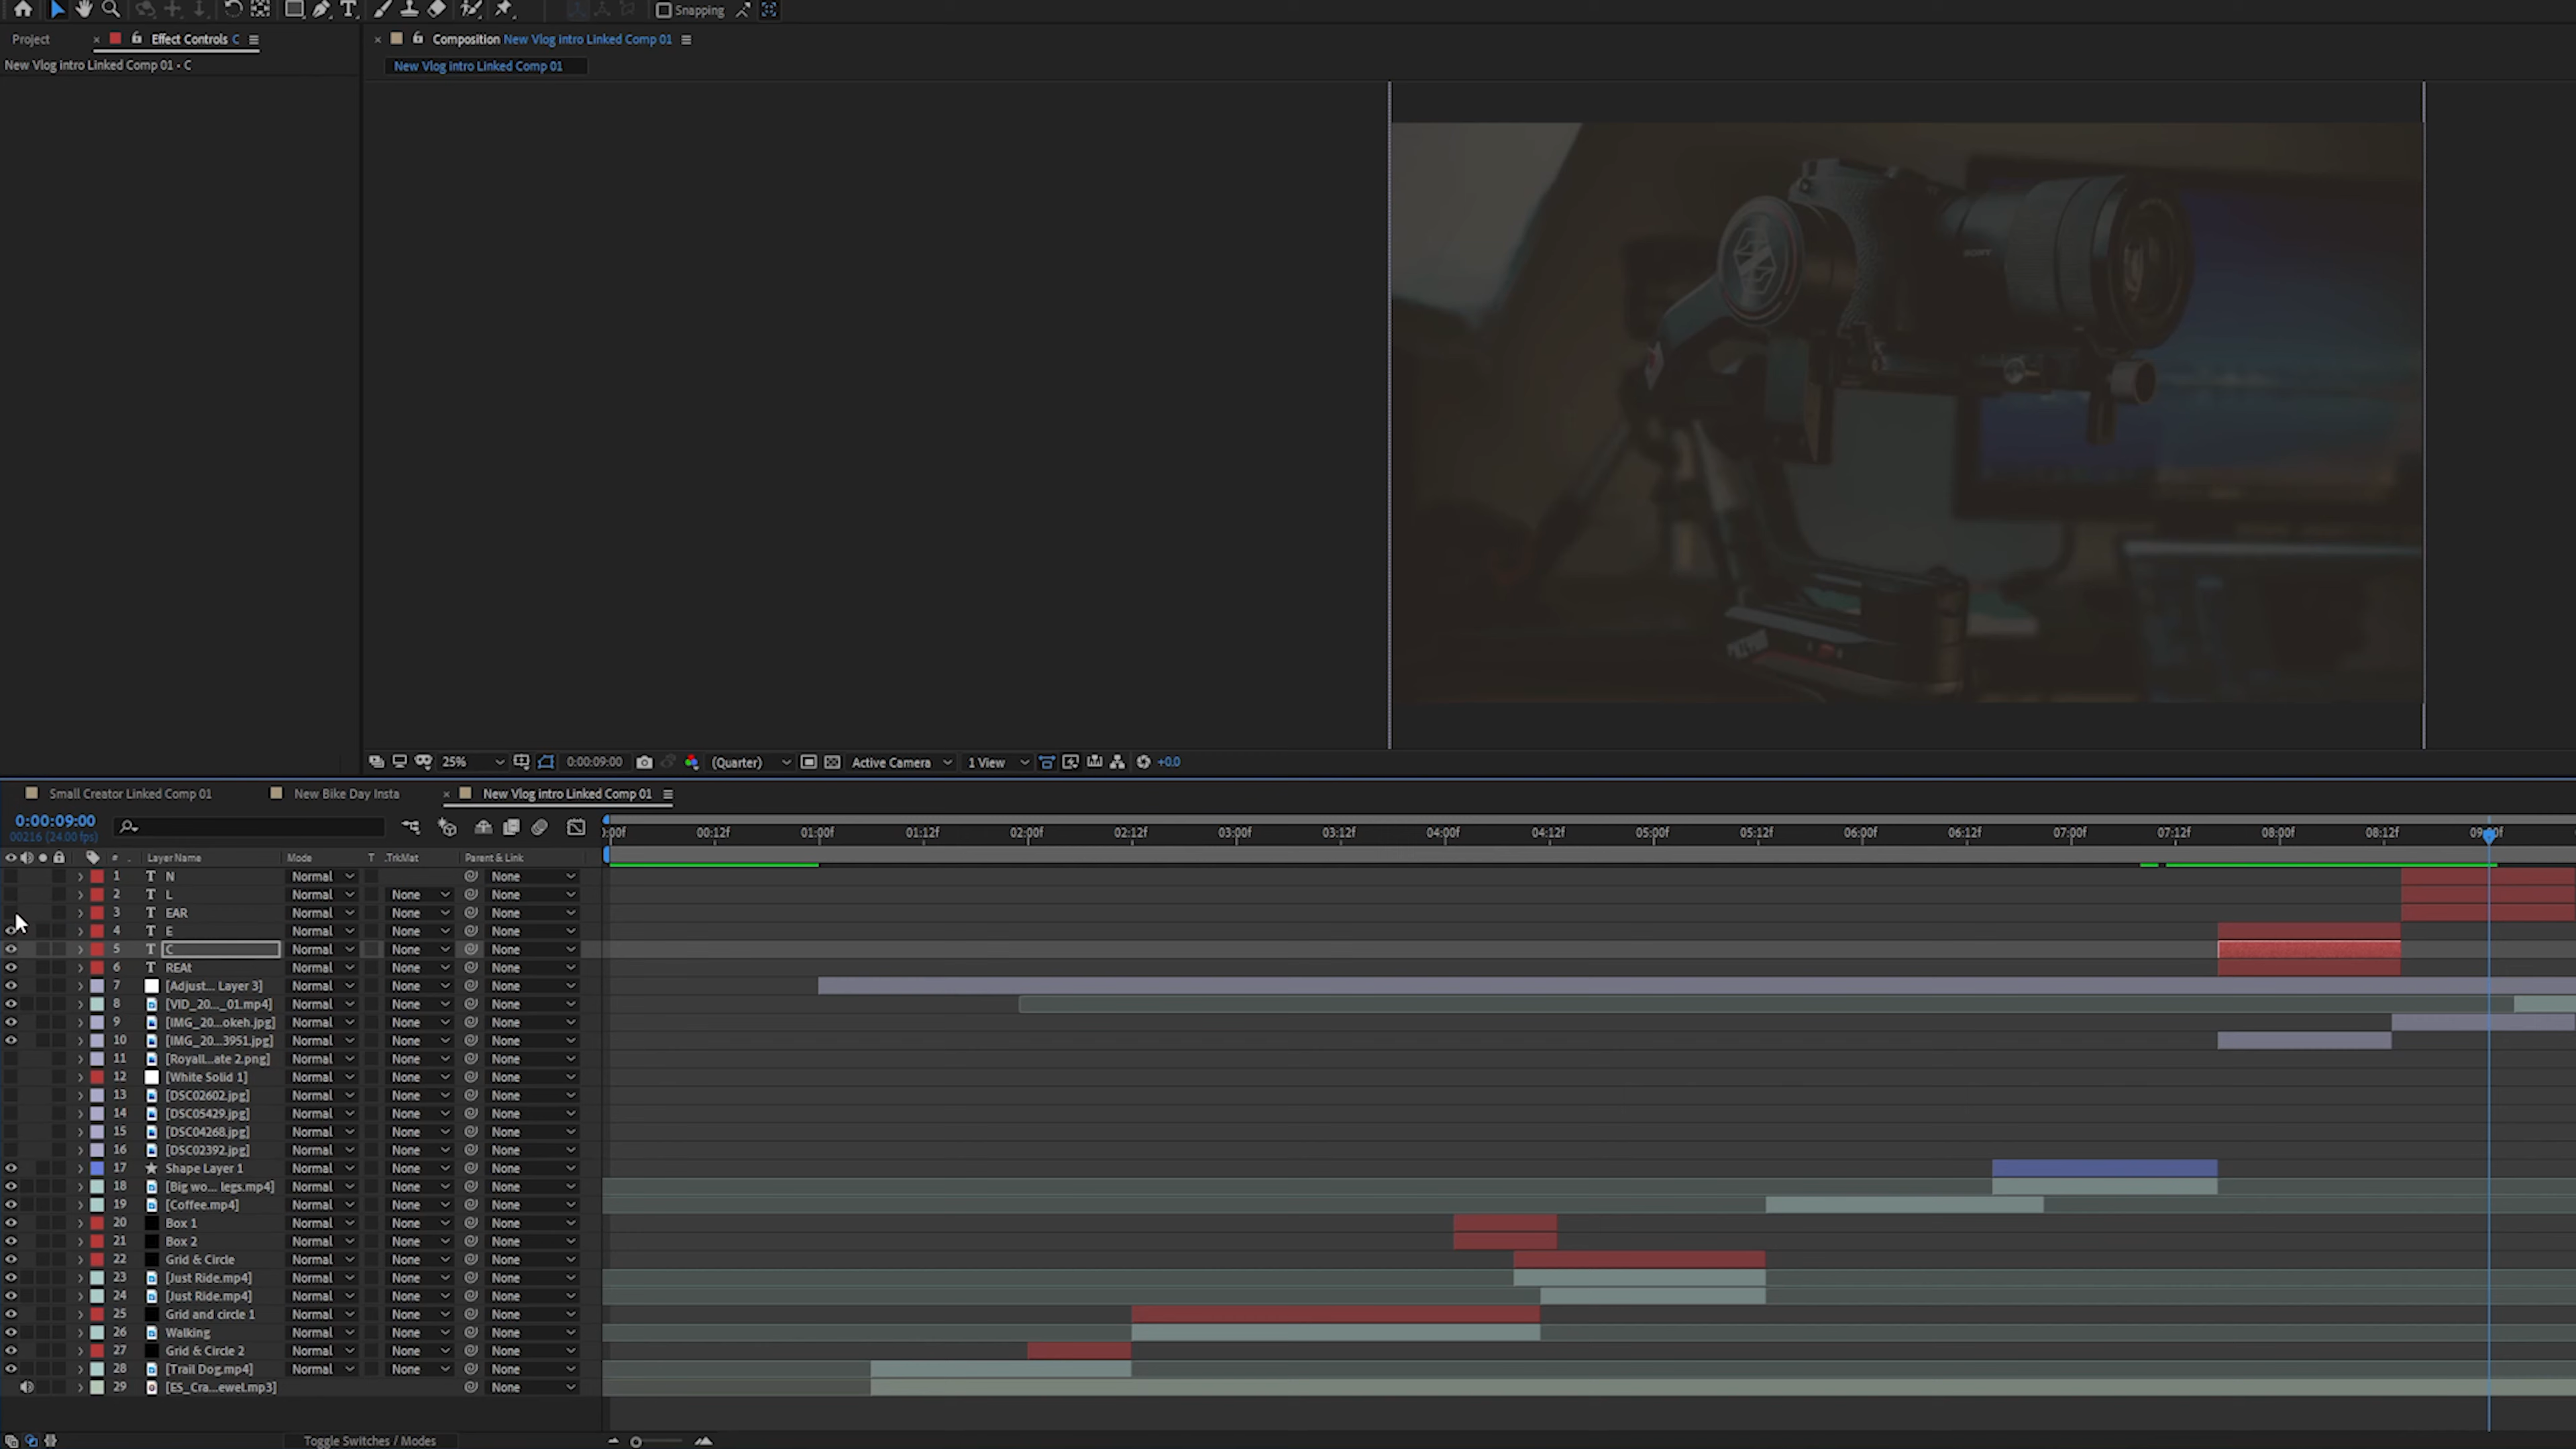 Snapping
Project × Effect Controls C
New Vlog intro Linked Comp 01 • C
× Composition New Vlog intro Linked Comp 01
New Vlog intro Linked Comp 01
SONY
25% 0:00:09:00 (Quarter) Active Camera 1 View +0.0
Small Creator Linked Comp 01 New Bike Day Insta × New Vlog intro Linked Comp 01
0:00:09:00
00216 (24.00 fps)
:00f 00:12f 01:00f 01:12f 02:00f 02:12f 03:00f 03:12f 04:00f 04:12f 05:00f 05:12f 06:00f 06:12f 07:00f 07:12f 08:00f 08:12f
# Layer Name Mode T .TrkMat Parent & Link
1 T N Normal None
2 T L Normal None None
3 T EAR Normal None None
4 T E Normal None None
5 T C Normal None None
6 T REAt Normal None None
7 [Adjust... Layer 3] Normal None None
8 [VID_20..._01.mp4] Normal None None
9 [IMG_20...okeh.jpg] Normal None None
10 [IMG_20...3951.jpg] Normal None None
11 [Royall...ate 2.png] Normal None None
12 [White Solid 1] Normal None None
13 [DSC02602.jpg] Normal None None
14 [DSC05429.jpg] Normal None None
15 [DSC04268.jpg] Normal None None
16 [DSC02392.jpg] Normal None None
17 Shape Layer 1 Normal None None
18 [Big wo... legs.mp4] Normal None None
19 [Coffee.mp4] Normal None None
20 Box 1 Normal None None
21 Box 2 Normal None None
22 Grid & Circle Normal None None
23 [Just Ride.mp4] Normal None None
24 [Just Ride.mp4] Normal None None
25 Grid and circle 1 Normal None None
26 Walking Normal None None
27 Grid & Circle 2 Normal None None
28 [Trail Dog.mp4] Normal None None
29 [ES_Cra...ewel.mp3] None
Toggle Switches / Modes